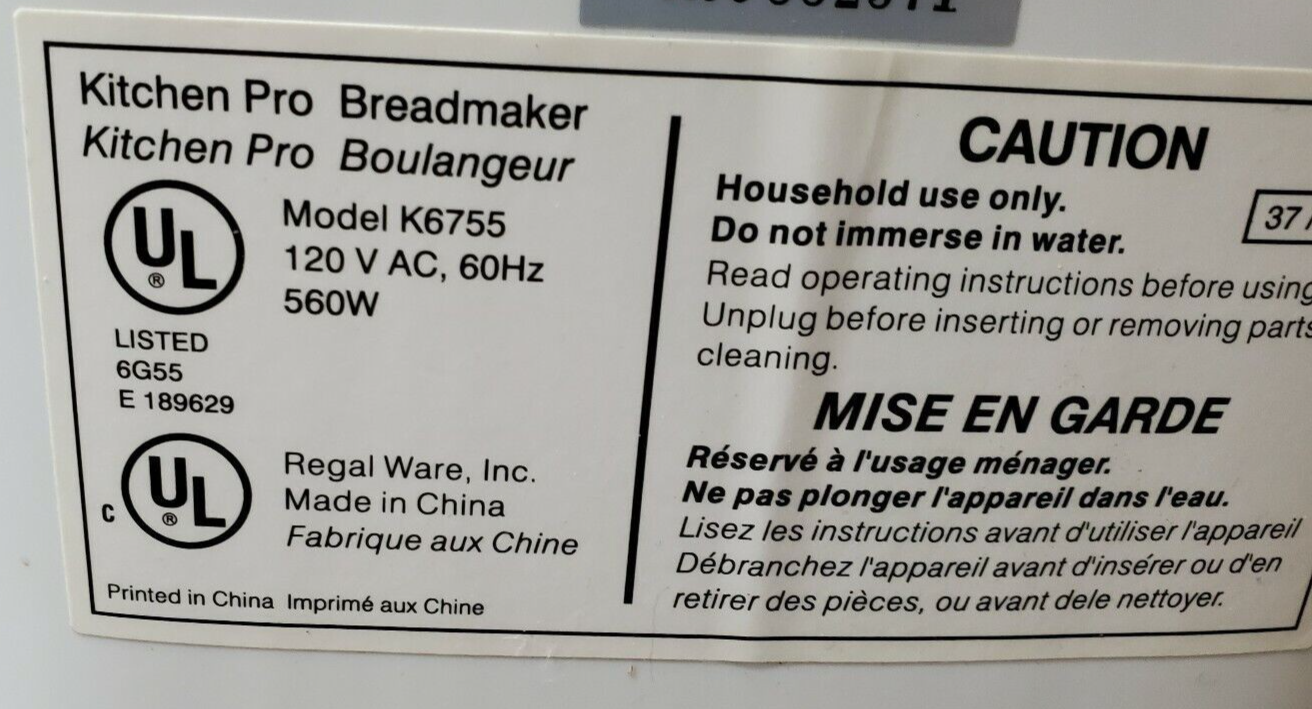 Kitchen Pro Breadmaker
Kitchen Pro Boulangeur
UL
®
Model K6755
120 V AC, 60Hz
560W
LISTED
6G55
E 189629
C
UL
®
Regal Ware, Inc.
Made in China
Fabrique aux Chine
Printed in China Imprimé aux Chine
CAUTION
Household use only.
Do not immerse in water.
37
Read operating instructions before using
Unplug before inserting or removing parts
cleaning.
MISE EN GARDE
Réservé à l'usage ménager.
Ne pas plonger l'appareil dans l'eau.
Lisez les instructions avant d'utiliser l'appareil
Débranchez l'appareil avant d'insérer ou d'en
retirer des pièces, ou avant dele nettoyer.